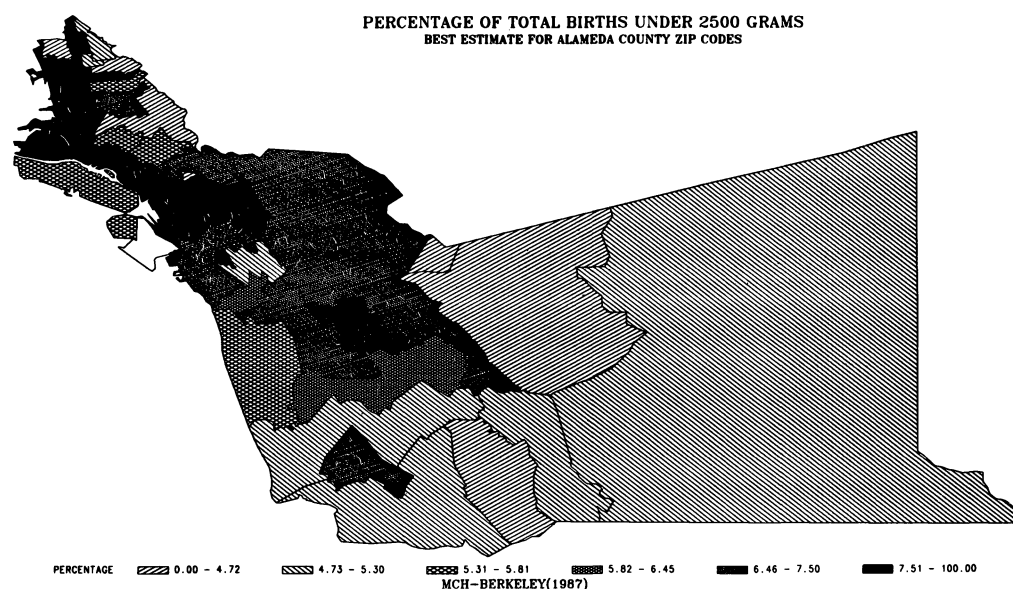 PERCENTAGE OF TOTAL BIRTHS UNDER 2500 GRAMS
BEST ESTIMATE FOR ALAMEDA COUNTY ZIP CODES
PERCENTAGE 0.00 - 4.72 4.73 - 5.30 5.31 - 5.81 5.82 - 6.45 6.46 - 7.50 7.51 - 100.00
MCH-BERKELEY(1987)